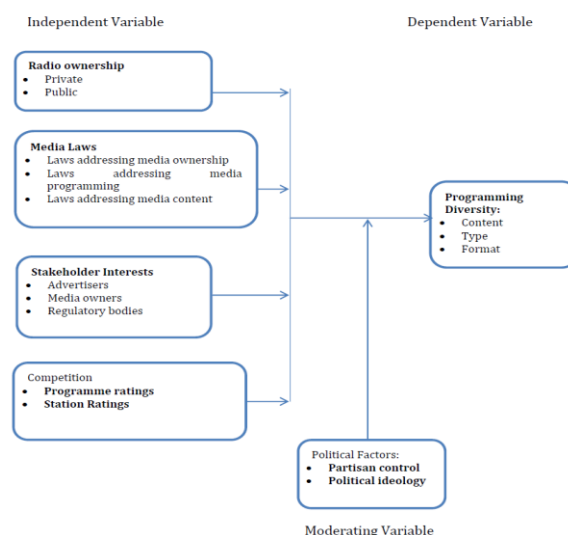 Independent Variable
Dependent Variable
Radio ownership
• Private
• Public
Media Laws
• Laws addressing media ownership
• Laws addressing media
programming
• Laws addressing media content
Programming
Diversity:
• Content
• Type
• Format
Stakeholder Interests
• Advertisers
• Media owners
• Regulatory bodies
Competition
• Programme ratings
• Station Ratings
Political Factors:
• Partisan control
• Political ideology
Moderating Variable